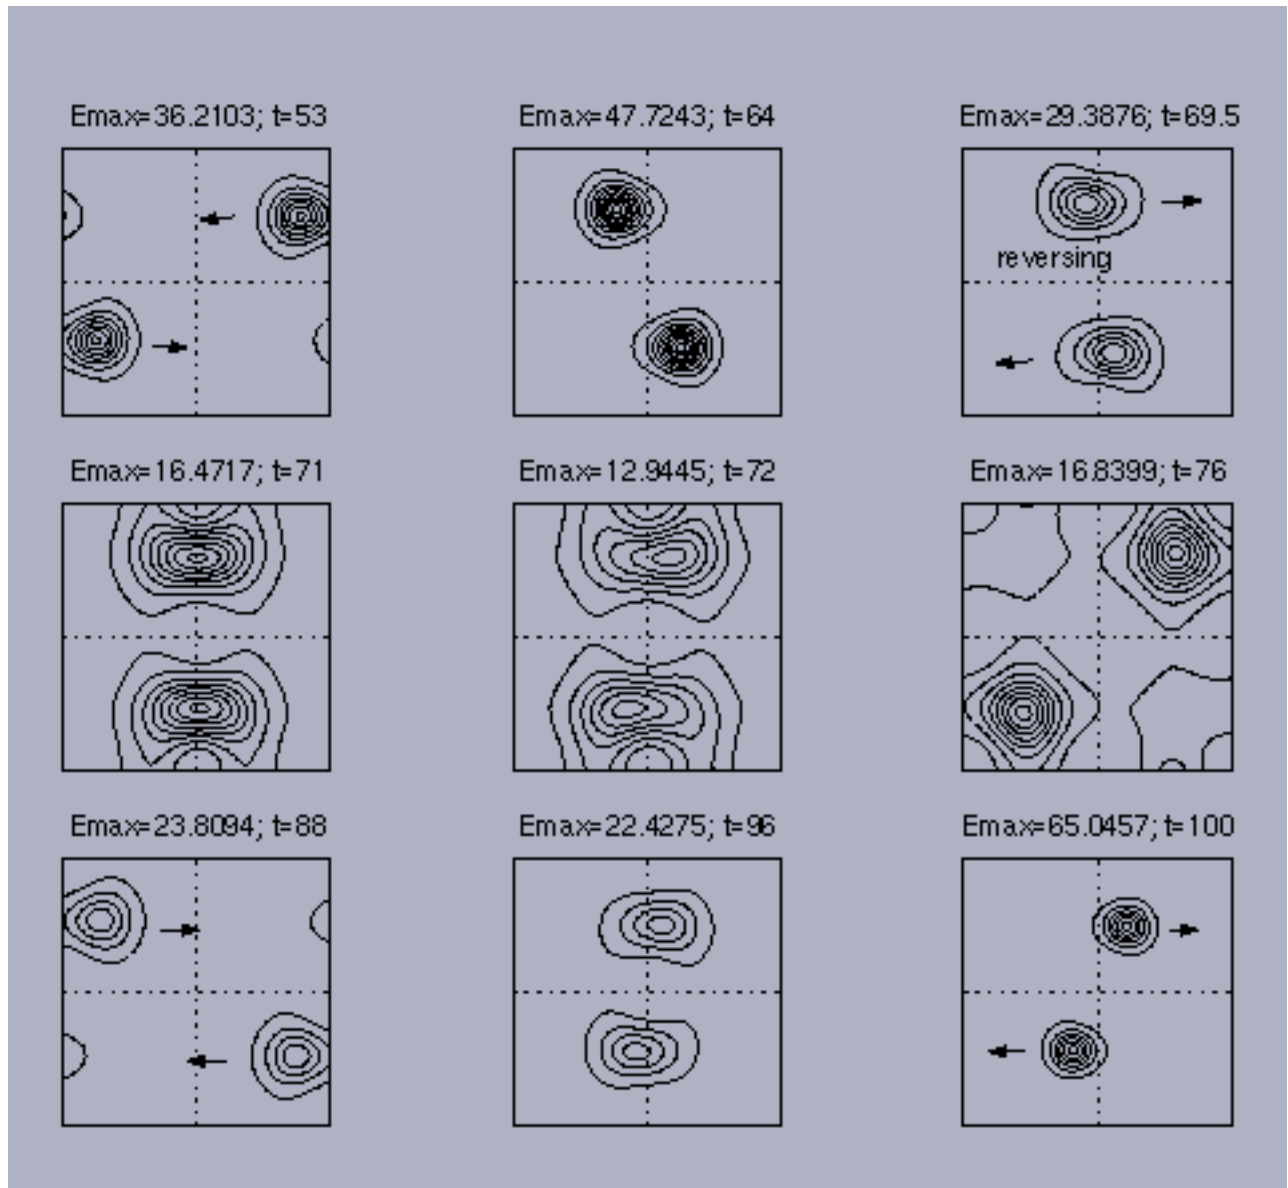 Emax=36.2103; t=53
Emax=47.7243; t=64
Emax=29.3876; t=69.5
reversing
Emax=16.4717; t=71
Emax=12.9445; t=72
Emax=16.8399; t=76
Emax=23.8094; t=88
Emax=22.4275; t=96
Emax=65.0457; t=100